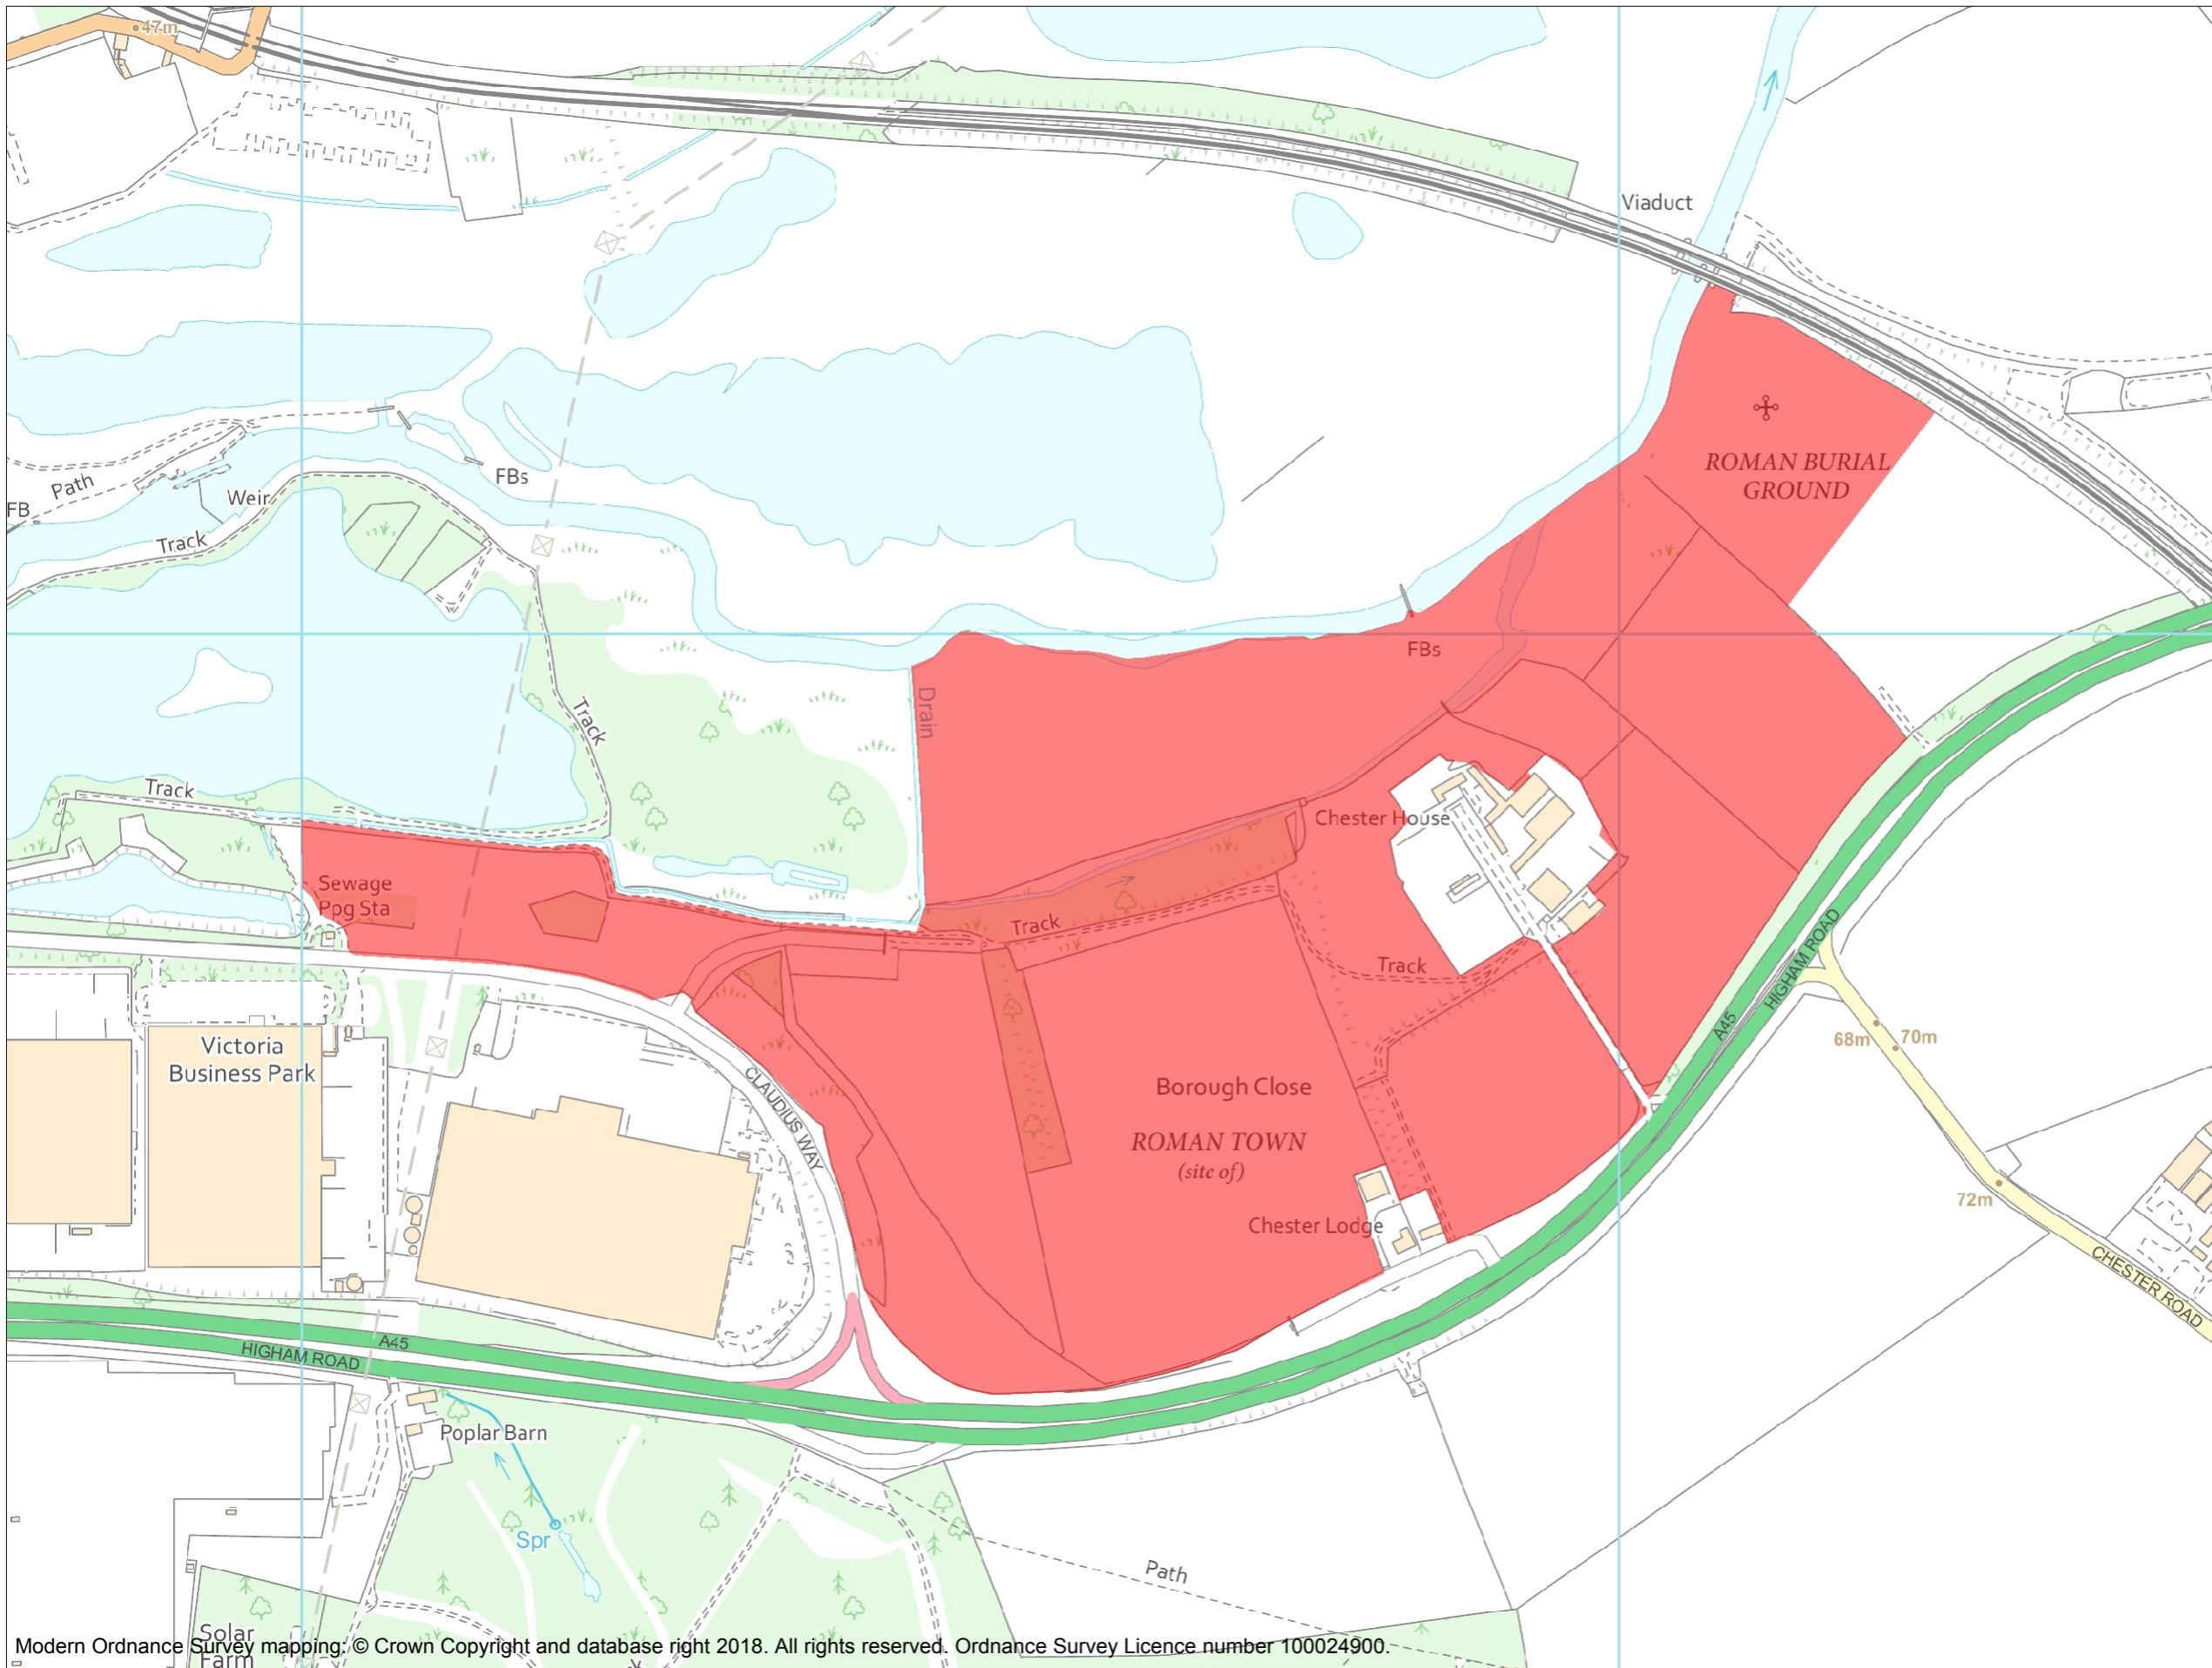 47m
Viaduct
ROMAN BURIAL
GROUND
FBs
Path
Weir
FB
Track
FBs
Drain
Track
Track
Chester House
Sewage
Ppg Sta
Track
Track
HIGHAM ROAD
A45
68m
70m
Victoria
Business Park
CLAUDIUS WAY
Borough Close
ROMAN TOWN
(site of)
72m
Chester Lodge
CHESTER ROAD
A45
HIGHAM ROAD
Poplar Barn
Spr
Path
Solar
Farm
Modern Ordnance Survey mapping: © Crown Copyright and database right 2018. All rights reserved. Ordnance Survey Licence number 100024900.